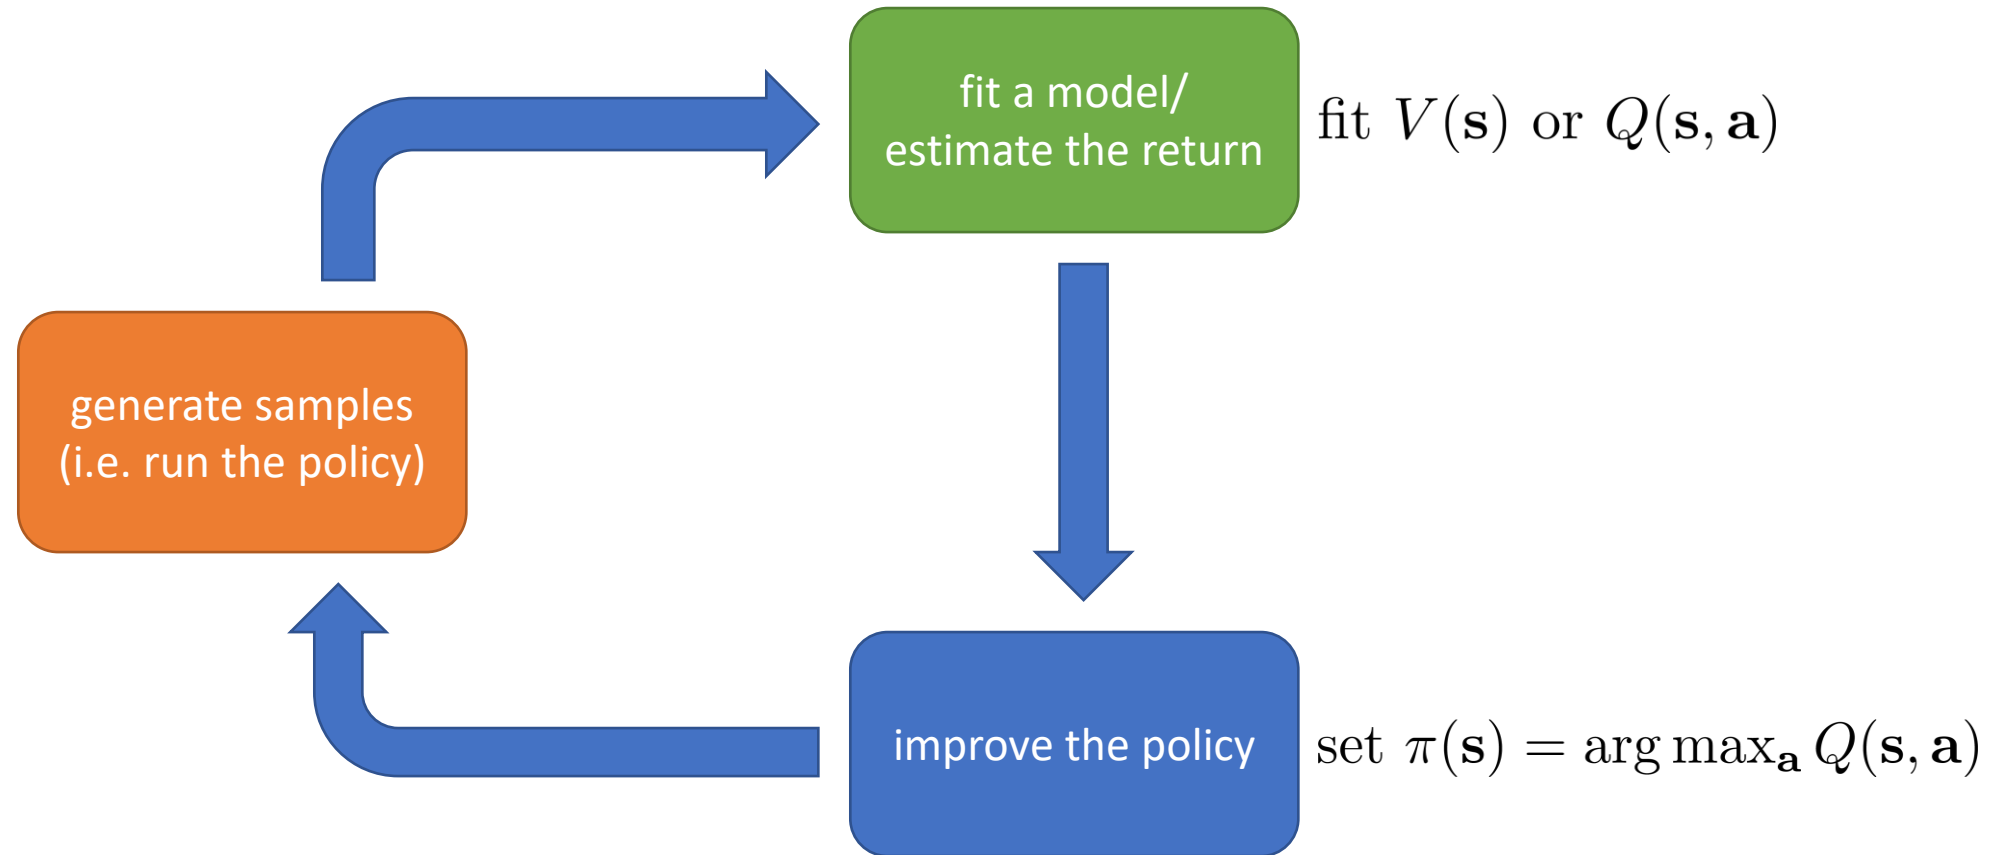 fit a model/
estimate the return
fit V(s) or Q(s, a)
generate samples
(i.e. run the policy)
improve the policy
set π(s) = arg maxₐ Q(s, a)